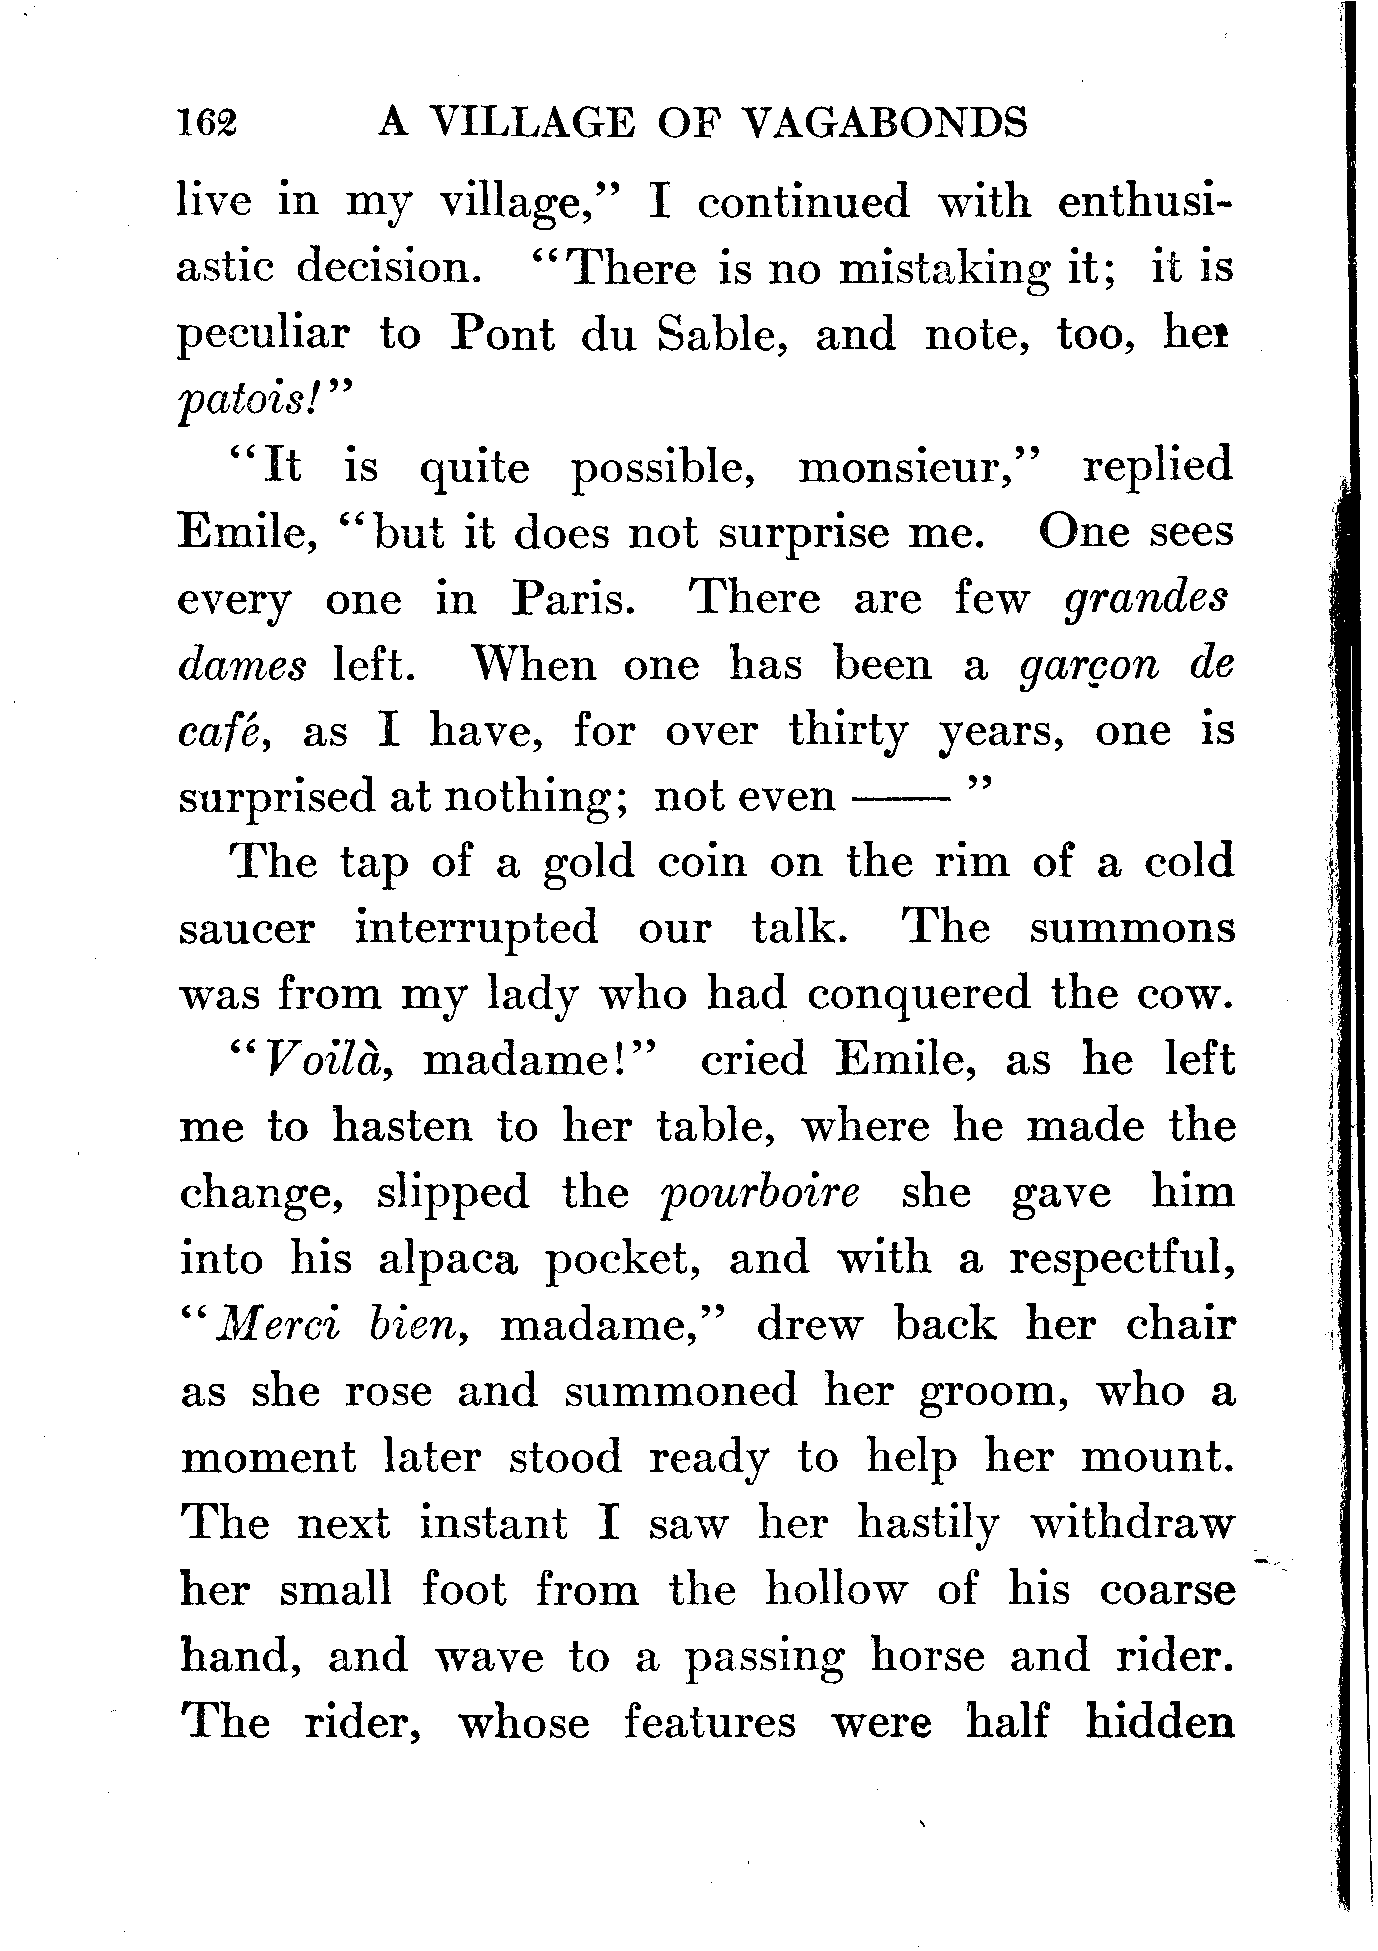 162 A VILLAGE OF VAGABONDS
live in my village," I continued with enthusi-
astic decision. "There is no mistaking it; it is
peculiar to Pont du Sable, and note, too, her
patois!"
"It is quite possible, monsieur," replied
Emile, "but it does not surprise me. One sees
every one in Paris. There are few grandes
dames left. When one has been a garçon de
café, as I have, for over thirty years, one is
surprised at nothing; not even —— "
The tap of a gold coin on the rim of a cold
saucer interrupted our talk. The summons
was from my lady who had conquered the cow.
"Voilà, madame!" cried Emile, as he left
me to hasten to her table, where he made the
change, slipped the pourboire she gave him
into his alpaca pocket, and with a respectful,
"Merci bien, madame," drew back her chair
as she rose and summoned her groom, who a
moment later stood ready to help her mount.
The next instant I saw her hastily withdraw
her small foot from the hollow of his coarse
hand, and wave to a passing horse and rider.
The rider, whose features were half hidden